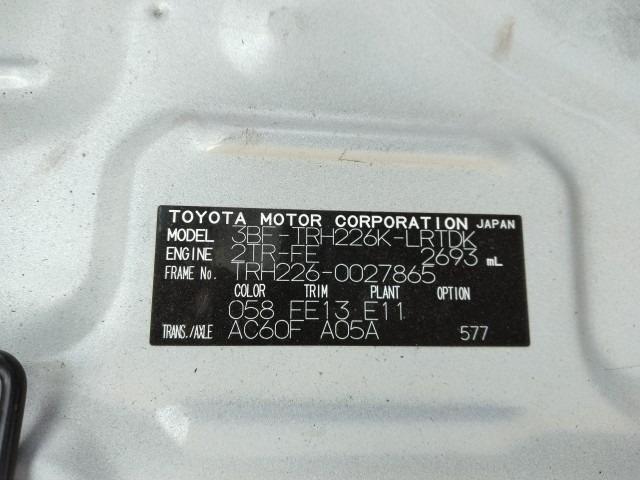 TOYOTA MOTOR CORPORATION JAPAN
MODEL 3BF-TRH226K-LRTDK
ENGINE 2TR-FE 2693 mL
FRAME No. TRH226-0027865
COLOR TRIM PLANT OPTION
058 FE13 E11
TRANS./AXLE AC60F A05A 577